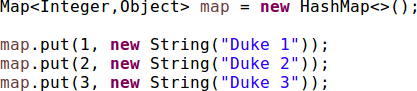 Map<Integer,Object> map = new HashMap<>();
map.put(1, new String("Duke 1"));
map.put(2, new String("Duke 2"));
map.put(3, new String("Duke 3"));